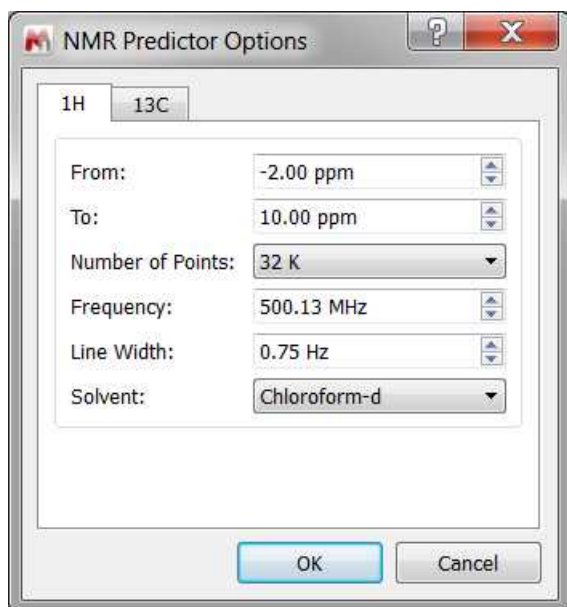 NMR Predictor Options
?
X
1H 13C
From: -2.00 ppm
To: 10.00 ppm
Number of Points: 32 K
Frequency: 500.13 MHz
Line Width: 0.75 Hz
Solvent: Chloroform-d
OK Cancel